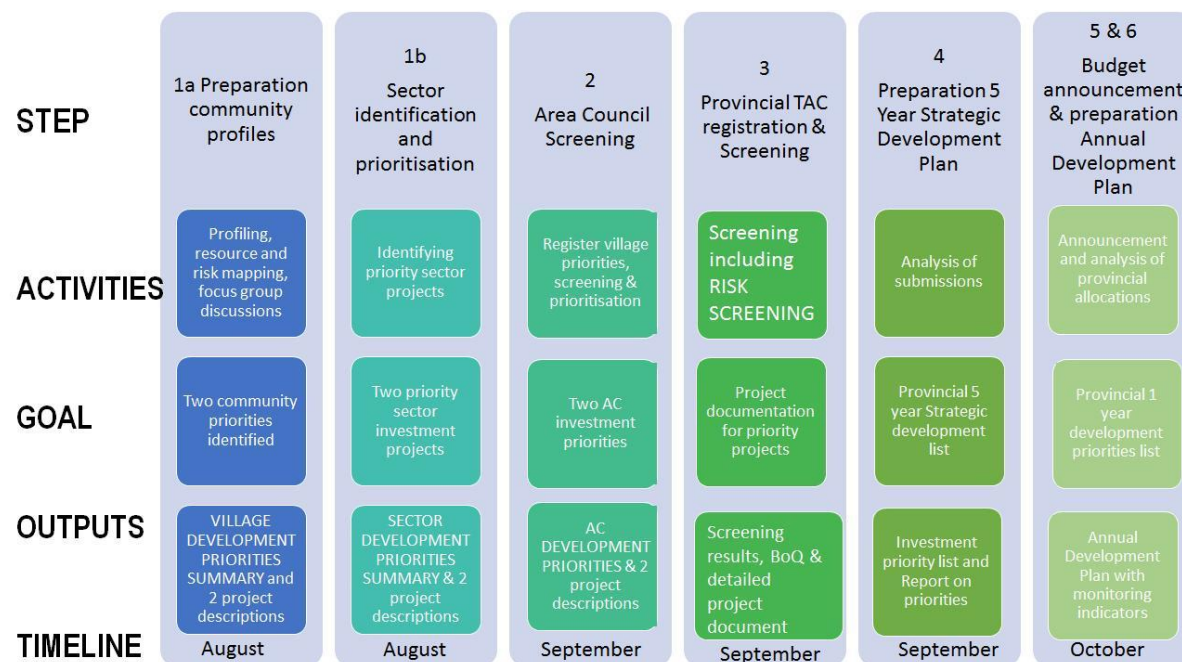 STEP
1a Preparation
community
profiles
1b
Sector
identification
and
prioritisation
2
Area Council
Screening
3
Provincial TAC
registration &
Screening
4
Preparation 5
Year Strategic
Development
Plan
5 & 6
Budget
announcement
& preparation
Annual
Development
Plan
ACTIVITIES
Profiling,
resource and
risk mapping,
focus group
discussions
Identifying
priority sector
projects
Register village
priorities,
screening &
prioritisation
Screening
including
RISK
SCREENING
Analysis of
submissions
Announcement
and analysis of
provincial
allocations
GOAL
Two community
priorities
identified
Two priority
sector
investment
projects
Two AC
investment
priorities
Project
documentation
for priority
projects
Provincial 5
year Strategic
development
list
Provincial 1
year
development
priorities list
OUTPUTS
VILLAGE
DEVELOPMENT
PRIORITIES
SUMMARY and
2 project
descriptions
SECTOR
DEVELOPMENT
PRIORITIES
SUMMARY & 2
project
descriptions
AC
DEVELOPMENT
PRIORITIES & 2
project
descriptions
Screening
results, BoQ &
detailed
project
document
Investment
priority list and
Report on
priorities
Annual
Development
Plan with
monitoring
indicators
TIMELINE
August
August
September
September
September
October